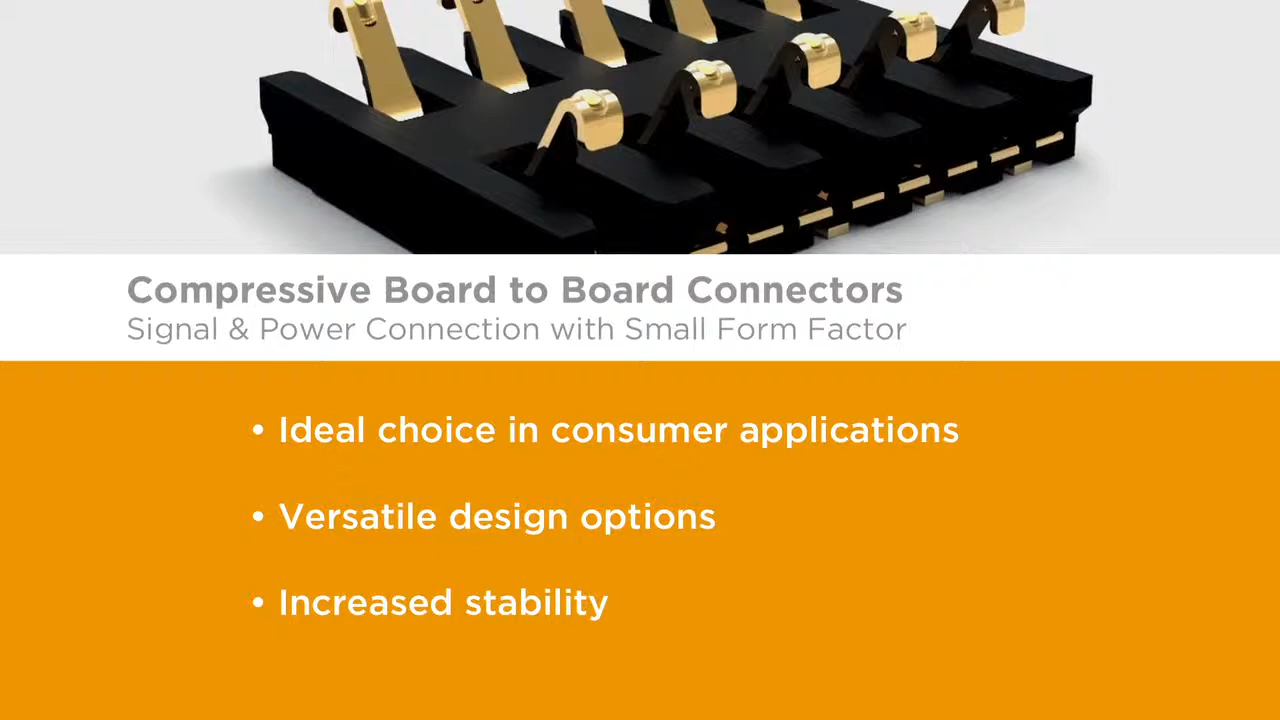 Compressive Board to Board Connectors
Signal & Power Connection with Small Form Factor
• Ideal choice in consumer applications
• Versatile design options
• Increased stability